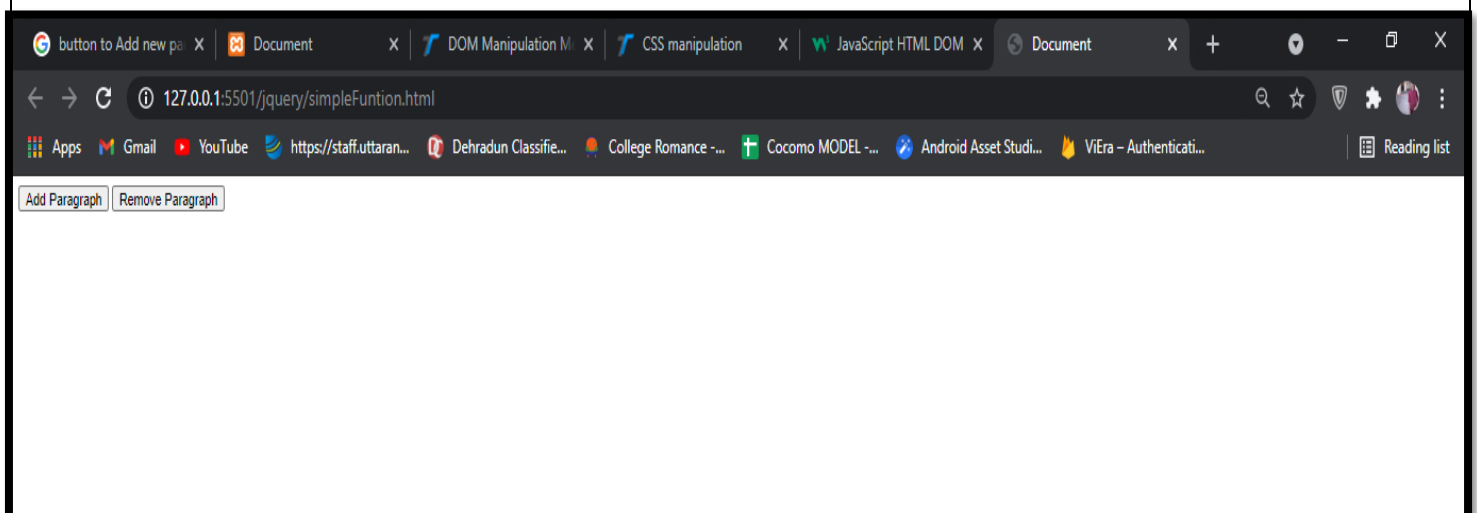 button to Add new pa
Document
DOM Manipulation M
CSS manipulation
JavaScript HTML DOM
Document
127.0.0.1:5501/jquery/simpleFuntion.html
Apps
Gmail
YouTube
https://staff.uttaran...
Dehradun Classifie...
College Romance -...
Cocomo MODEL -...
Android Asset Studi...
ViEra – Authenticati...
Reading list
Add Paragraph
Remove Paragraph